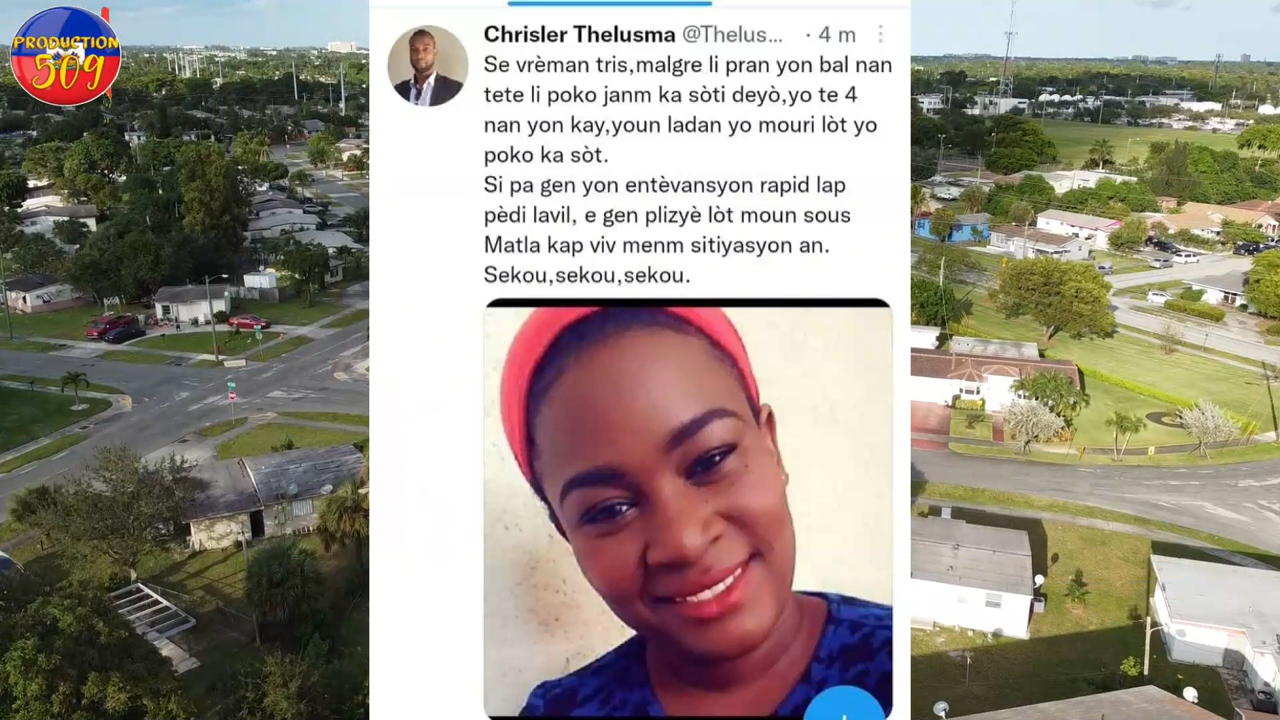 PRODUCTION
509
Chrisler Thelusma @Thelus... · 4 m
Se vrèman tris,malgre li pran yon bal nan
tete li poko janm ka sòti deyò,yo te 4
nan yon kay,youn ladan yo mouri lòt yo
poko ka sòt.
Si pa gen yon entèvansyon rapid lap
pèdi lavil, e gen plizyè lòt moun sous
Matla kap viv menm sitiyasyon an.
Sekou,sekou,sekou.